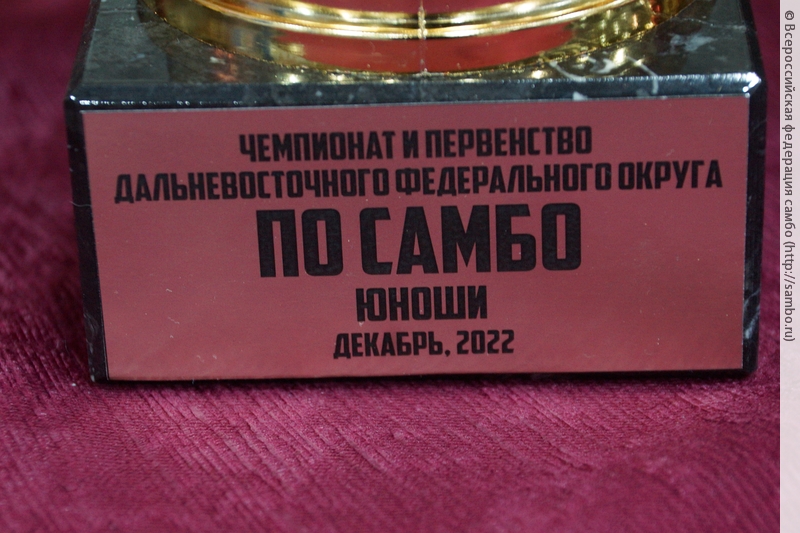 ЧЕМПИОНАТ И ПЕРВЕНСТВО
ДАЛЬНЕВОСТОЧНОГО ФЕДЕРАЛЬНОГО ОКРУГА
ПО САМБО
ЮНОШИ
ДЕКАБРЬ, 2022
© Всероссийская федерация самбо (http://sambo.ru)